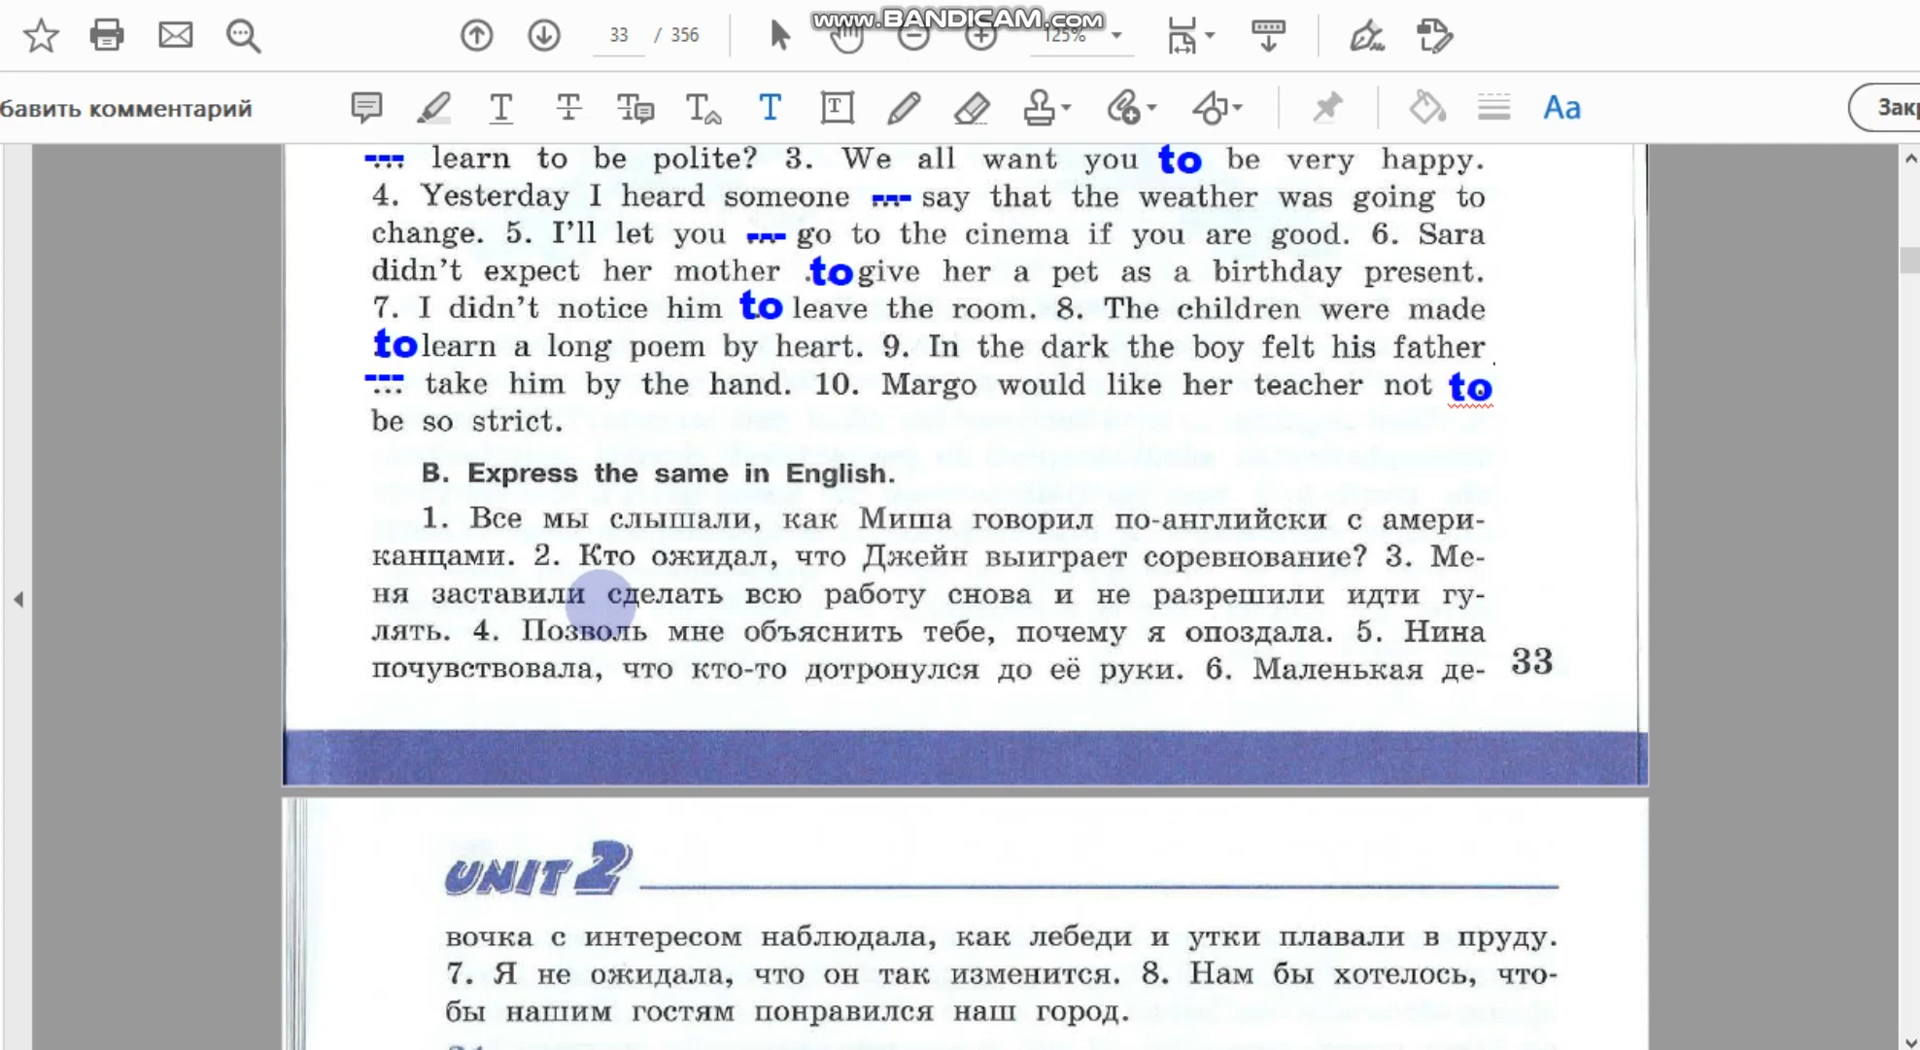 www.BANDICAM.com
33 / 356
125%
бавить комментарий
Aa
Закр
--- learn to be polite? 3. We all want you to be very happy.
4. Yesterday I heard someone --- say that the weather was going to
change. 5. I'll let you --- go to the cinema if you are good. 6. Sara
didn't expect her mother to give her a pet as a birthday present.
7. I didn't notice him to leave the room. 8. The children were made
to learn a long poem by heart. 9. In the dark the boy felt his father
--- take him by the hand. 10. Margo would like her teacher not to
be so strict.
B. Express the same in English.
1. Все мы слышали, как Миша говорил по-английски с амери-
канцами. 2. Кто ожидал, что Джейн выиграет соревнование? 3. Ме-
ня заставили сделать всю работу снова и не разрешили идти гу-
лять. 4. Позволь мне объяснить тебе, почему я опоздала. 5. Нина
почувствовала, что кто-то дотронулся до её руки. 6. Маленькая де-
33
UNIT 2
вочка с интересом наблюдала, как лебеди и утки плавали в пруду.
7. Я не ожидала, что он так изменится. 8. Нам бы хотелось, что-
бы нашим гостям понравился наш город.